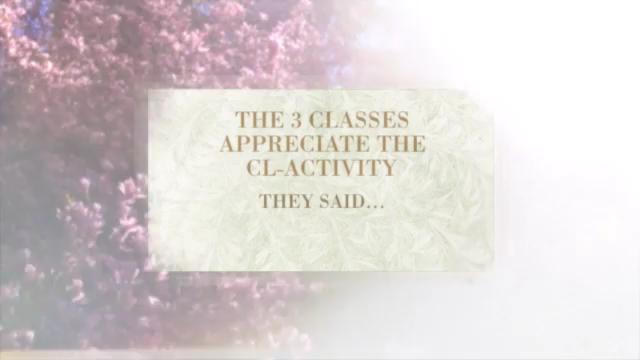 THE 3 CLASSES
APPRECIATE THE
CL-ACTIVITY
THEY SAID...